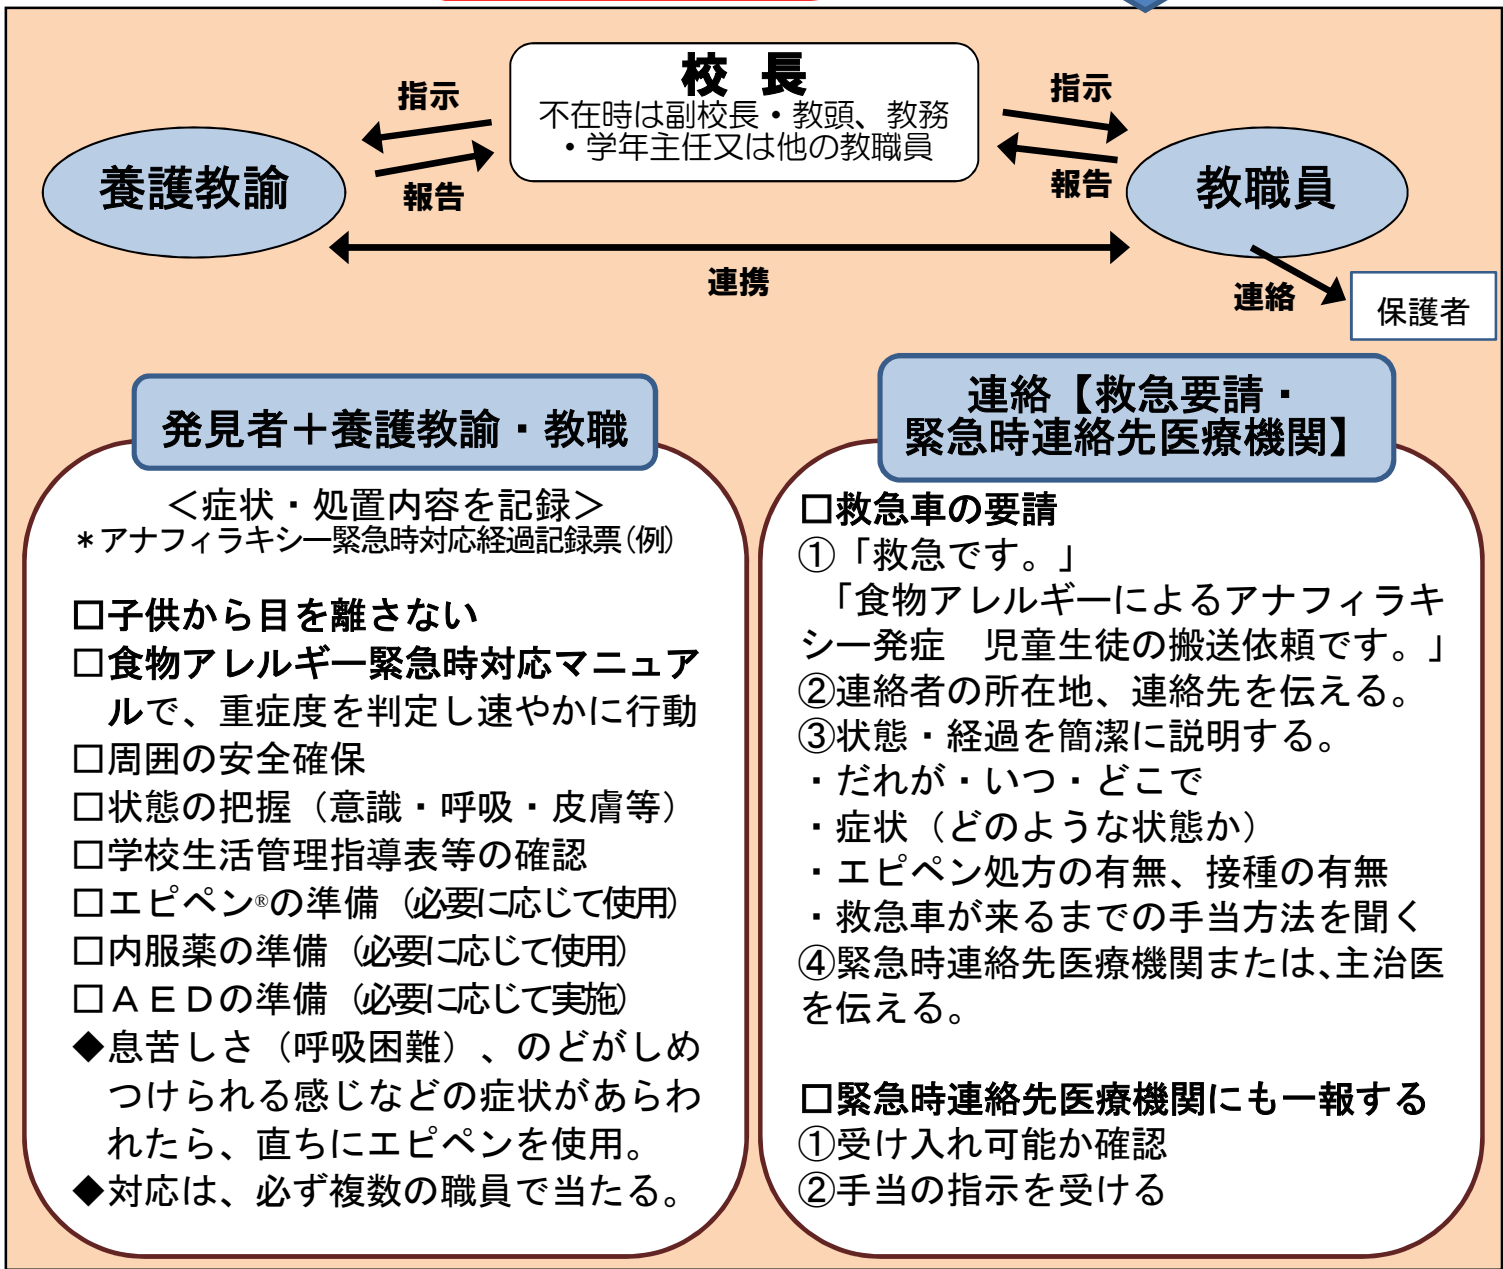 校 長
不在時は副校長・教頭、教務
・学年主任又は他の教職員
指示
報告
養護教諭
指示
報告
教職員
連携
連絡
保護者
発見者＋養護教諭・教職
＜症状・処置内容を記録＞
＊アナフィラキシー緊急時対応経過記録票（例）
□子供から目を離さない
□食物アレルギー緊急時対応マニュア
ルで、重症度を判定し速やかに行動
□周囲の安全確保
□状態の把握（意識・呼吸・皮膚等）
□学校生活管理指導表等の確認
□エピペン®の準備（必要に応じて使用）
□内服薬の準備（必要に応じて使用）
□ＡＥＤの準備（必要に応じて実施）
◆息苦しさ（呼吸困難）、のどがしめ
つけられる感じなどの症状があらわ
れたら、直ちにエピペンを使用。
◆対応は、必ず複数の職員で当たる。
連絡【救急要請・
緊急時連絡先医療機関】
□救急車の要請
①「救急です。」
「食物アレルギーによるアナフィラキ
シー発症　児童生徒の搬送依頼です。」
②連絡者の所在地、連絡先を伝える。
③状態・経過を簡潔に説明する。
・だれが・いつ・どこで
・症状（どのような状態か）
・エピペン処方の有無、接種の有無
・救急車が来るまでの手当方法を聞く
④緊急時連絡先医療機関または、主治医
を伝える。
□緊急時連絡先医療機関にも一報する
①受け入れ可能か確認
②手当の指示を受ける